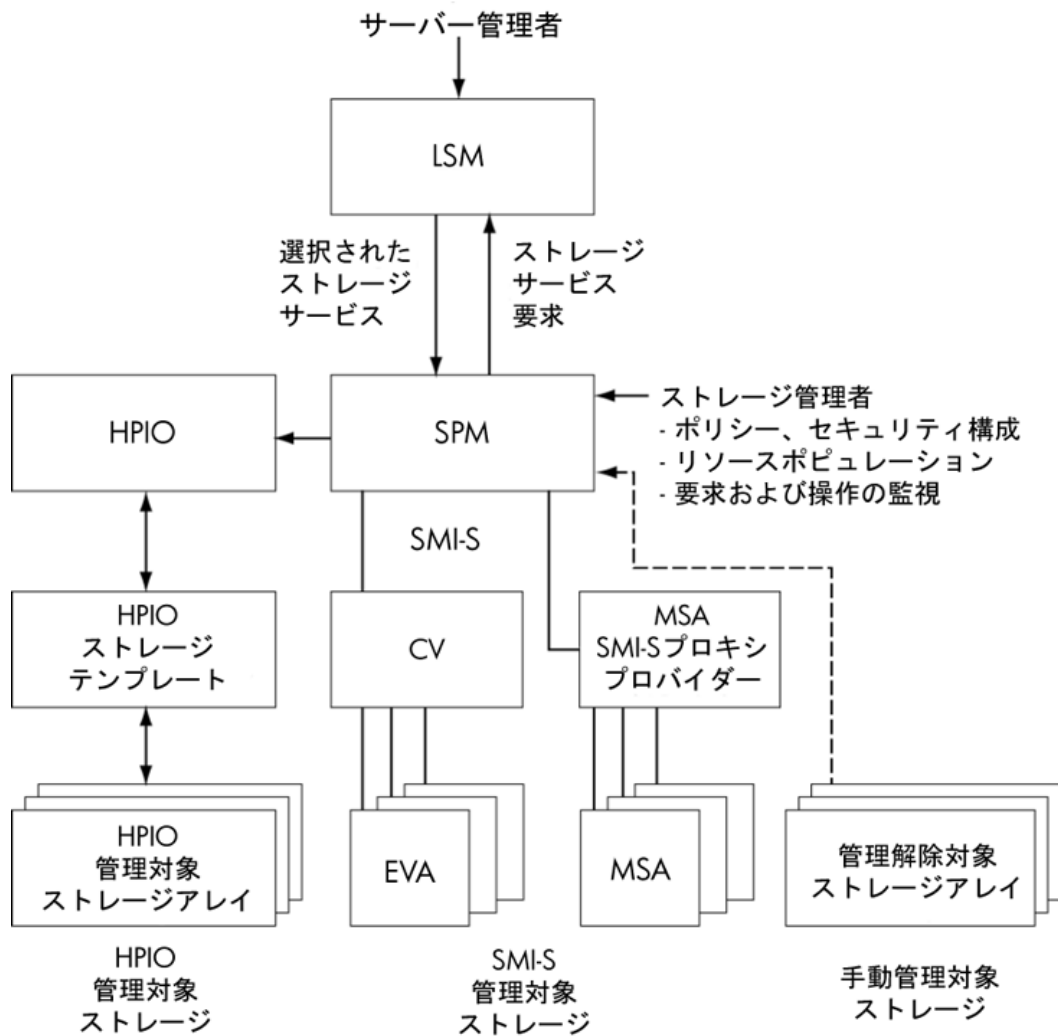 サーバー管理者
LSM
選択された
ストレージ
サービス
ストレージ
サービス
要求
HPIO
SPM
ストレージ管理者
- ポリシー、セキュリティ構成
- リソースポピュレーション
- 要求および操作の監視
SMI-S
HPIO
ストレージ
テンプレート
CV
MSA
SMI-Sプロキシ
プロバイダー
HPIO
管理対象
ストレージアレイ
EVA
MSA
管理解除対象
ストレージアレイ
HPIO
管理対象
ストレージ
SMI-S
管理対象
ストレージ
手動管理対象
ストレージ